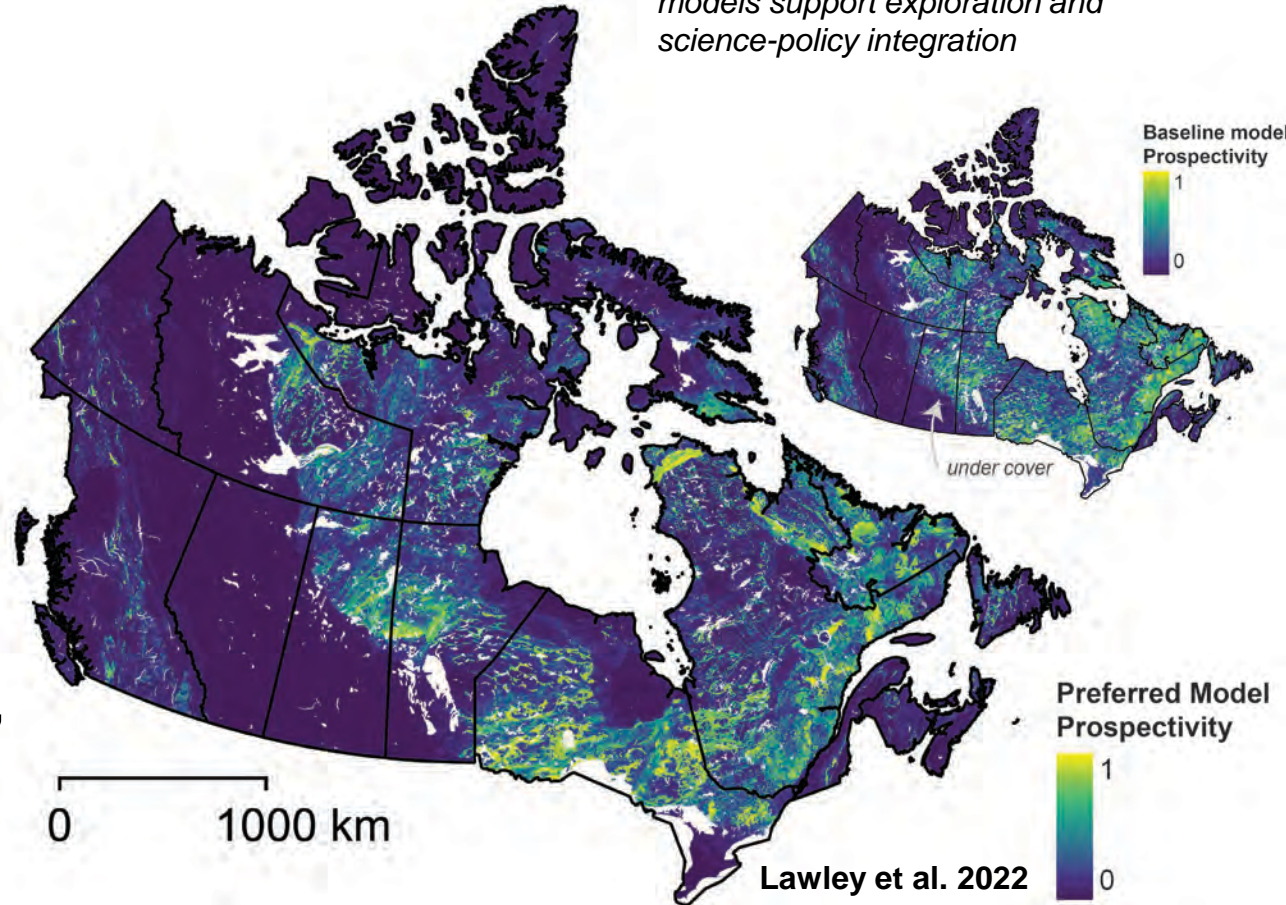 models support exploration and
science-policy integration
Baseline model
Prospectivity
1
0
under cover
Preferred Model
Prospectivity
1
0
0 1000 km
Lawley et al. 2022